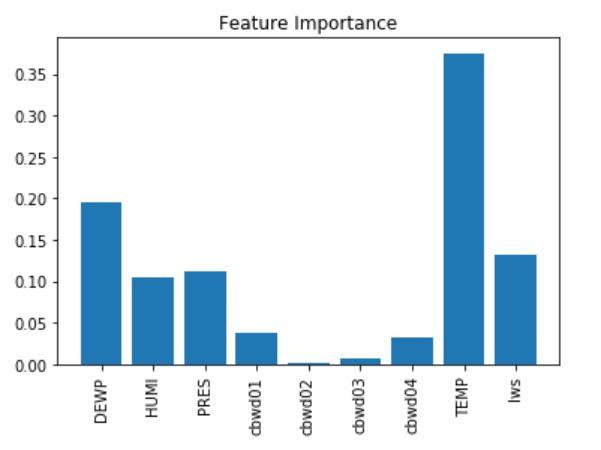 Feature Importance
0.35
0.30
0.25
0.20
0.15
0.10
0.05
0.00
DEWP
HUMI
PRES
cbwd01
cbwd02
cbwd03
cbwd04
TEMP
Iws